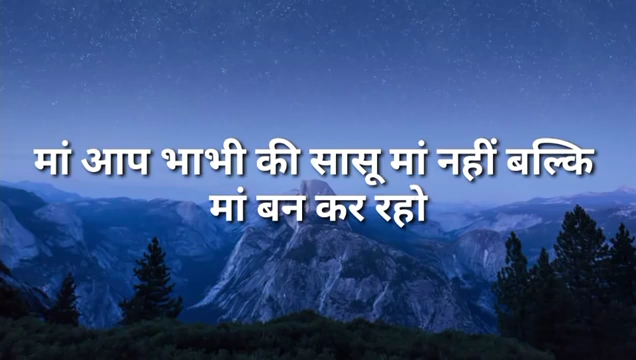 मां आप भाभी की सासू मां नहीं बल्कि
मां बन कर रहो